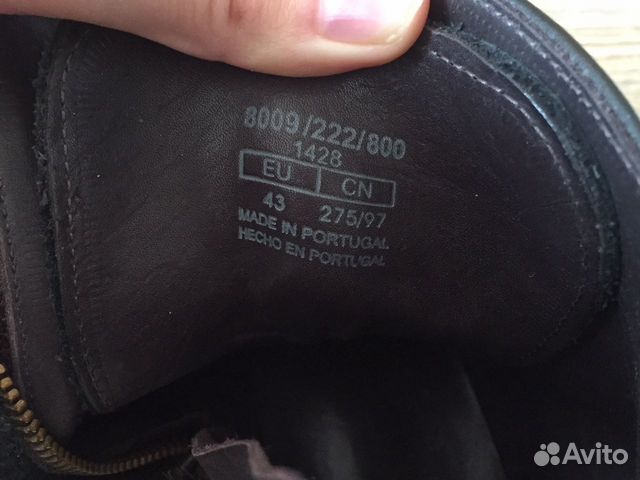 8009/222/800
1428
EU CN
43 275/97
MADE IN PORTUGAL
HECHO EN PORTUGAL
Avito